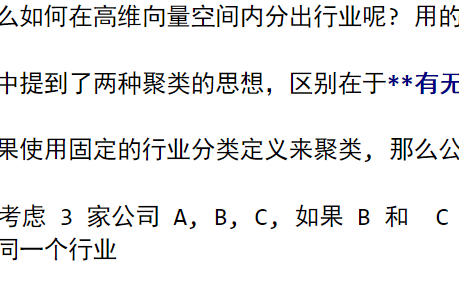 么如何在高维向量空间内分出行业呢? 用的
中提到了两种聚类的思想，区别在于**有无
果使用固定的行业分类定义来聚类, 那么公
考虑 3 家公司 A, B, C, 如果 B 和  C
同一个行业